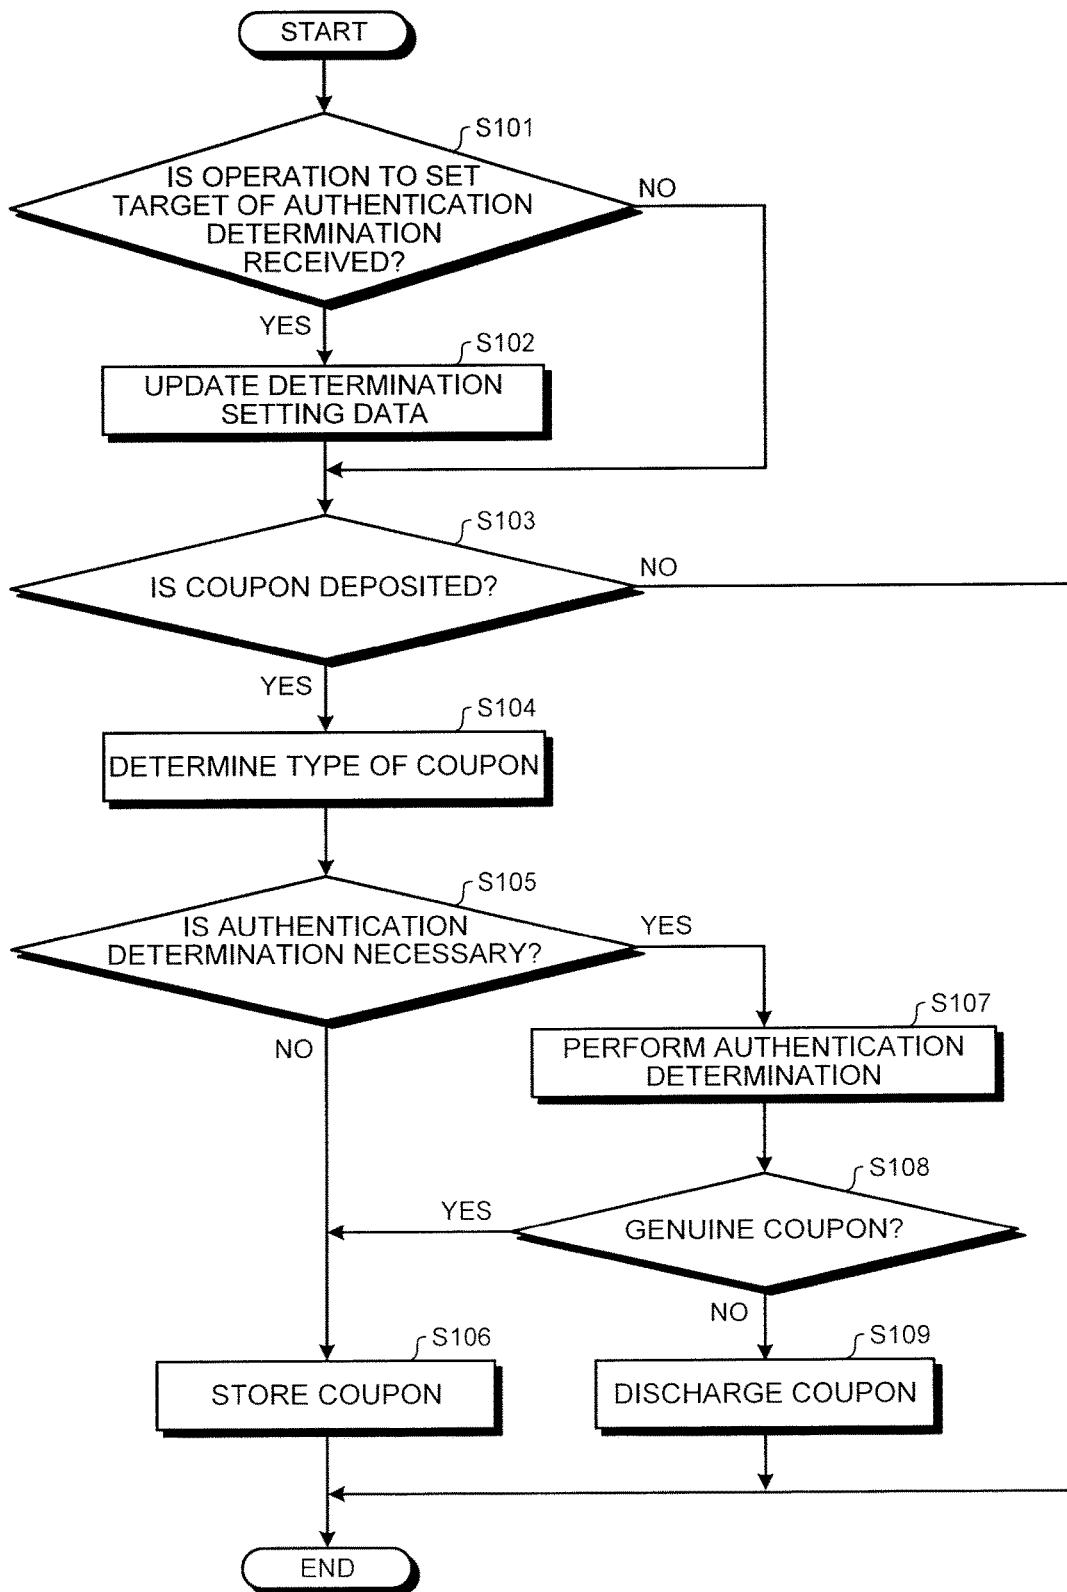 START
S101
IS OPERATION TO SET
TARGET OF AUTHENTICATION
DETERMINATION
RECEIVED?
NO
YES
S102
UPDATE DETERMINATION
SETTING DATA
S103
IS COUPON DEPOSITED?
NO
YES
S104
DETERMINE TYPE OF COUPON
S105
IS AUTHENTICATION
DETERMINATION NECESSARY?
YES
NO
S107
PERFORM AUTHENTICATION
DETERMINATION
S108
GENUINE COUPON?
YES
NO
S106
STORE COUPON
S109
DISCHARGE COUPON
END